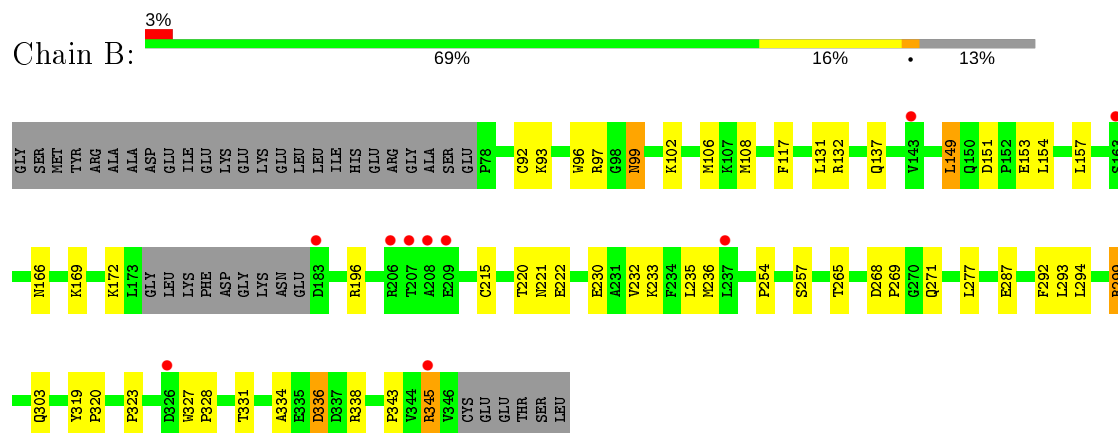 3%
Chain B:
69% 16% • 13%
GLY SER MET TYR ARG ALA ALA ASP GLU ILE GLU LYS GLU LYS GLU LEU LEU ILE HIS GLU ARG GLY ALA SER GLU P78 C92 K93 W96 R97 G98 N99 K102 M106 K107 M108 F117 L131 R132 Q137 V143 L149 Q150 D151 P152 E153 L154 L157 S163
N166 K169 K172 L173 GLY LEU LYS PHE ASP GLY LYS ASN GLU D183 R196 R206 T207 A208 E209 C215 T220 N221 E222 E230 A231 V232 K233 F234 L235 M236 L237 P254 S257 T265 D268 P269 G270 Q271 L277 E287 F292 L293 L294
Q303 Y319 P320 P323 D326 W327 P328 T331 A334 E335 D336 D337 R338 P343 V344 R345 V346 CYS GLU GLU THR SER LEU